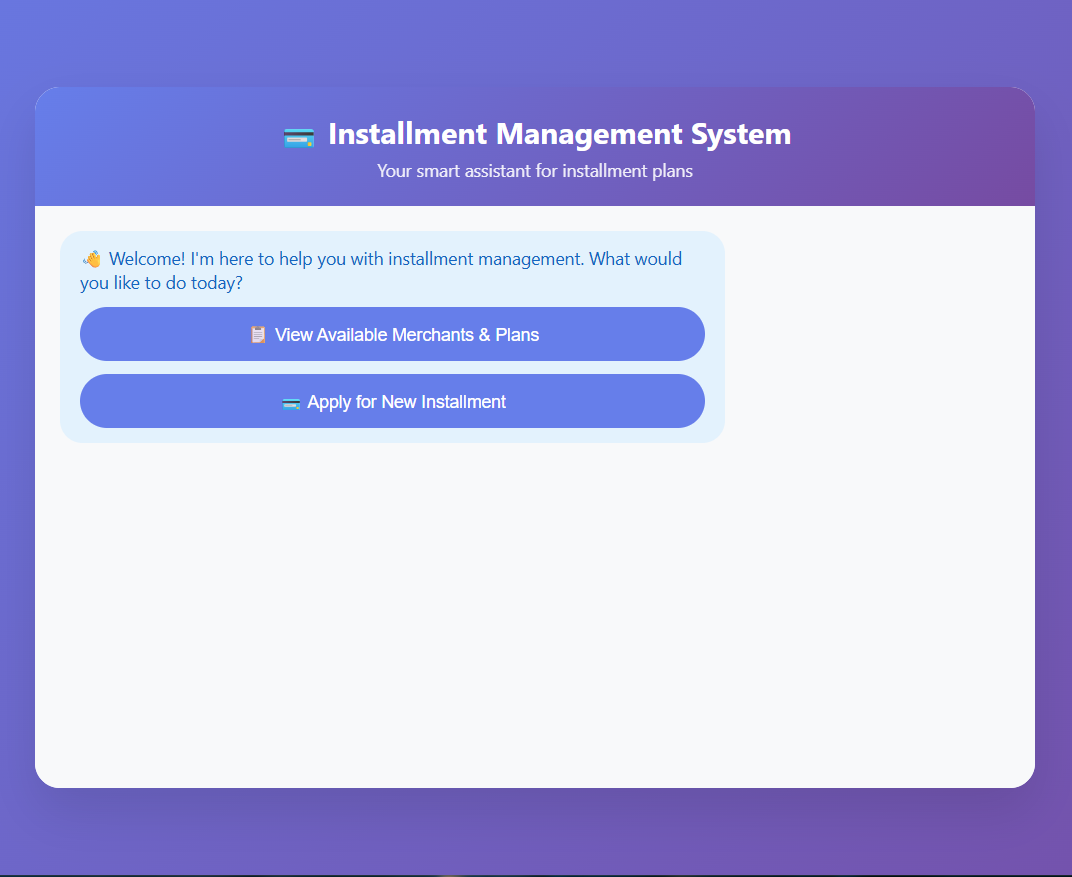 💳 Installment Management System
Your smart assistant for installment plans
👋 Welcome! I'm here to help you with installment management. What would
you like to do today?
📋 View Available Merchants & Plans
💳 Apply for New Installment